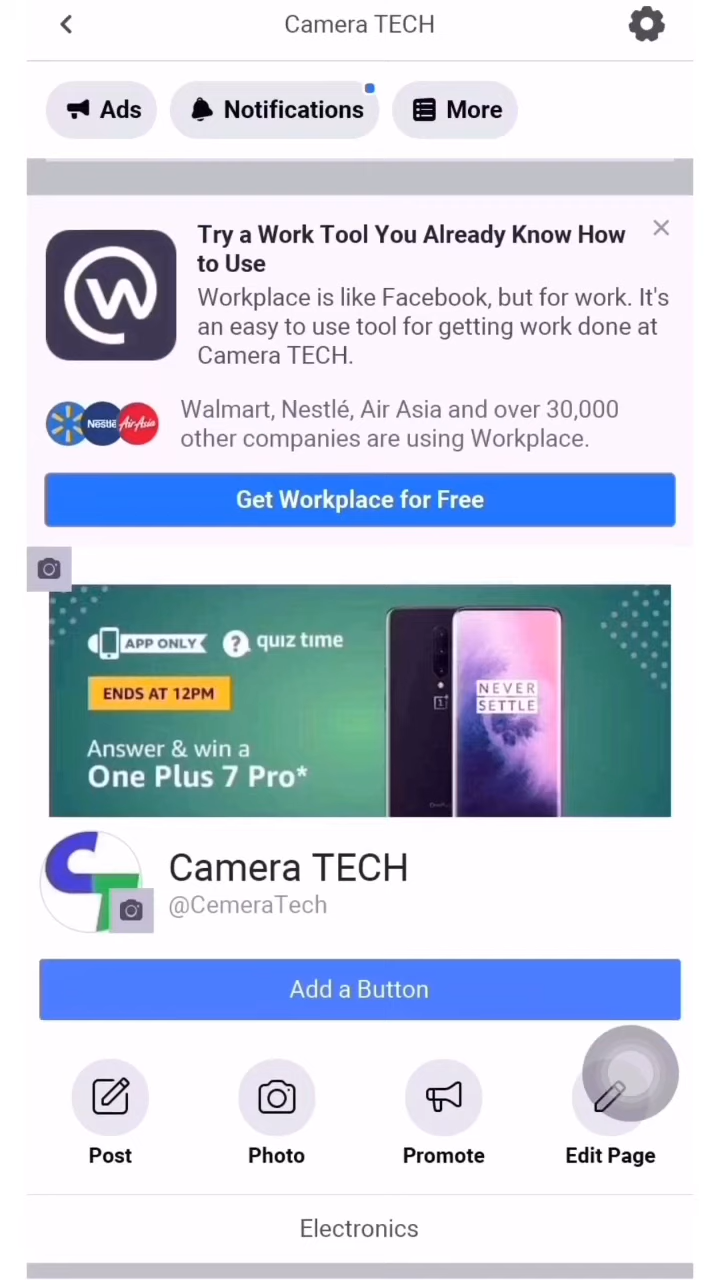 Camera TECH
Ads
Notifications
More
Try a Work Tool You Already Know How
to Use
Workplace is like Facebook, but for work. It's
an easy to use tool for getting work done at
Camera TECH.
Nestlé
AirAsia
Walmart, Nestlé, Air Asia and over 30,000
other companies are using Workplace.
Get Workplace for Free
APP ONLY
? quiz time
ENDS AT 12PM
Answer & win a
One Plus 7 Pro*
NEVER
SETTLE
Camera TECH
@CemeraTech
Add a Button
Post
Photo
Promote
Edit Page
Electronics